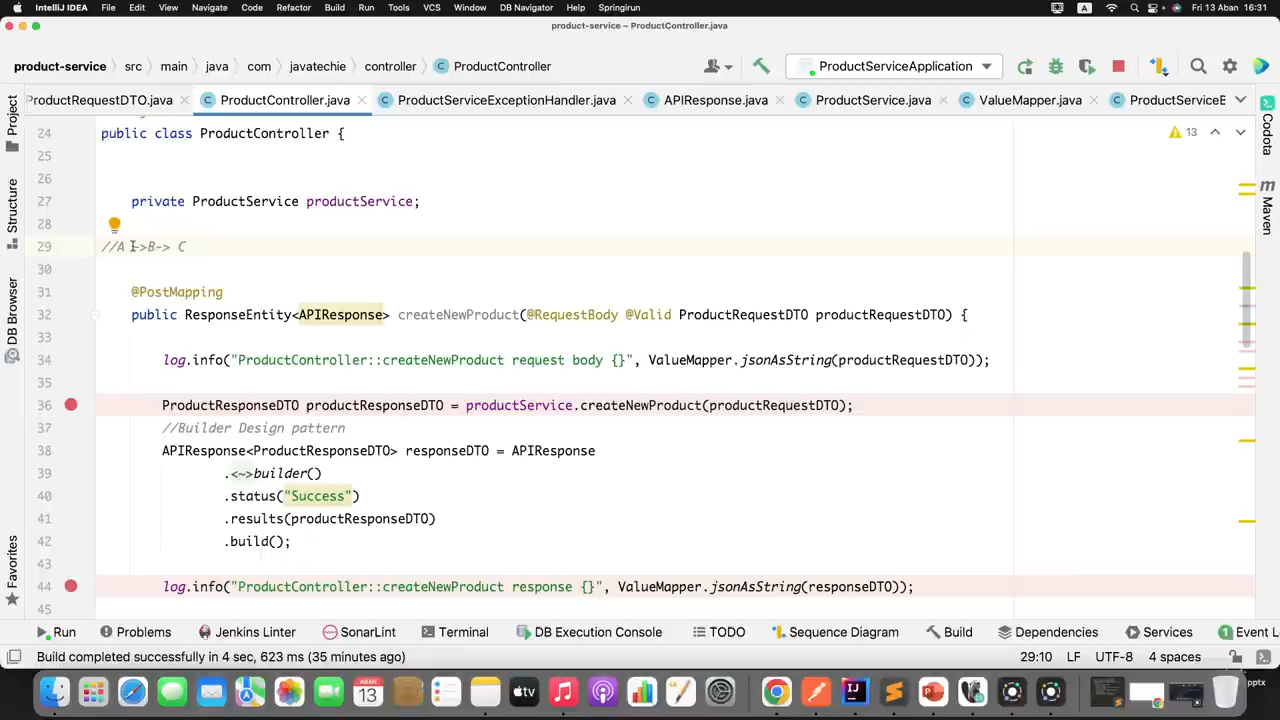 IntelliJ IDEA File Edit View Navigate Code Refactor Build Run Tools VCS Window DB Navigator Help Springirun A Fri 13 Aban 16:31
product-service – ProductController.java
product-service src main java com javatechie controller ProductController ProductServiceApplication
ProductRequestDTO.java ProductController.java ProductServiceExceptionHandler.java APIResponse.java ProductService.java ValueMapper.java ProductServiceE
Project
Structure
DB Browser
Favorites
Codota
Maven
13
24 public class ProductController {
25
26
27 private ProductService productService;
28
29 //A ->B-> C
30
31 @PostMapping
32 public ResponseEntity<APIResponse> createNewProduct(@RequestBody @Valid ProductRequestDTO productRequestDTO) {
33
34 log.info("ProductController::createNewProduct request body {}", ValueMapper.jsonAsString(productRequestDTO));
35
36 ProductResponseDTO productResponseDTO = productService.createNewProduct(productRequestDTO);
37 //Builder Design pattern
38 APIResponse<ProductResponseDTO> responseDTO = APIResponse
39 .<~>builder()
40 .status("Success")
41 .results(productResponseDTO)
42 .build();
43
44 log.info("ProductController::createNewProduct response {}", ValueMapper.jsonAsString(responseDTO));
45
Run Problems Jenkins Linter SonarLint Terminal DB Execution Console TODO Sequence Diagram Build Dependencies Services 1 Event L
Build completed successfully in 4 sec, 623 ms (35 minutes ago) 29:10 LF UTF-8 4 spaces
ABAN
13
tv
pptx